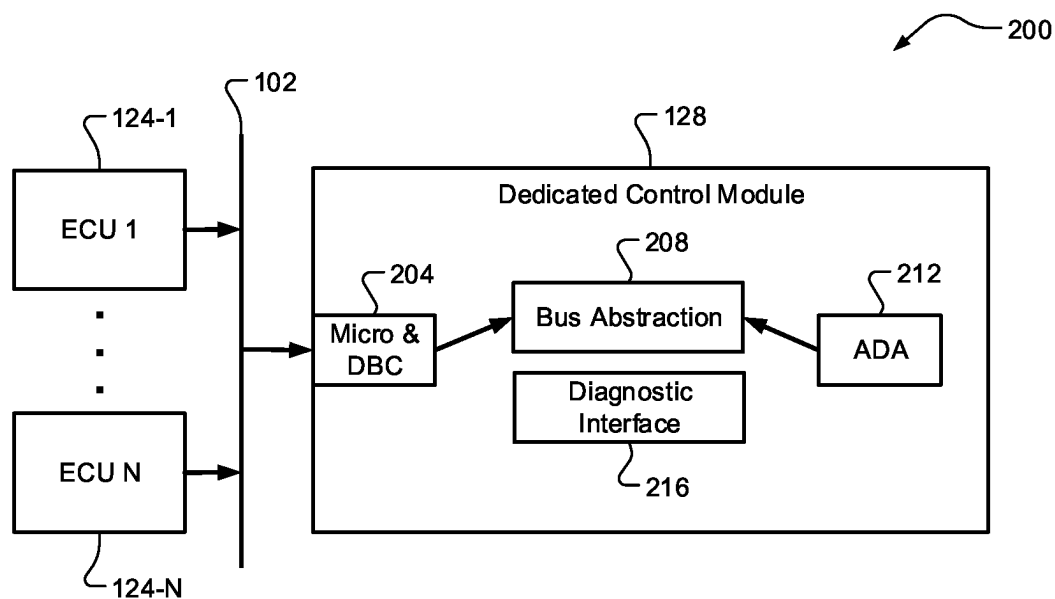 200
102
124-1
128
ECU 1
Dedicated Control Module
208
204
212
Bus Abstraction
Micro &
DBC
ADA
Diagnostic
Interface
216
ECU N
124-N